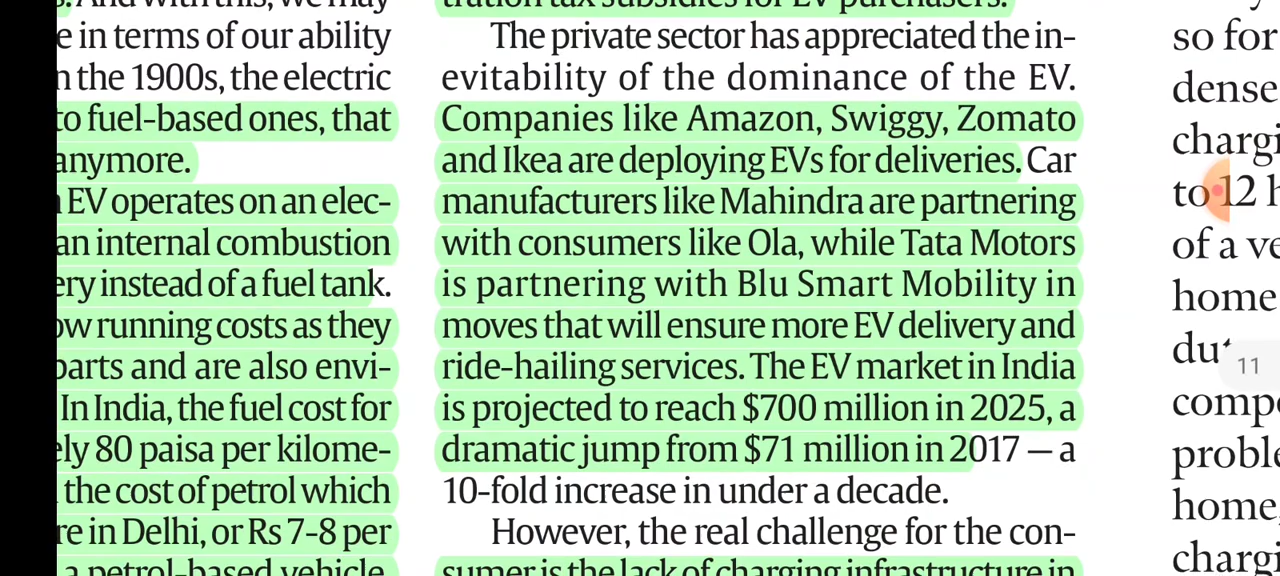 And with this, we may
e in terms of our ability
n the 1900s, the electric
to fuel-based ones, that
anymore.
EV operates on an elec-
an internal combustion
ery instead of a fuel tank.
ow running costs as they
parts and are also envi-
In India, the fuel cost for
ely 80 paisa per kilome-
the cost of petrol which
re in Delhi, or Rs 7-8 per
a petrol-based vehicle.
tration tax subsidies for EV purchasers.
The private sector has appreciated the in-
evitability of the dominance of the EV.
Companies like Amazon, Swiggy, Zomato
and Ikea are deploying EVs for deliveries. Car
manufacturers like Mahindra are partnering
with consumers like Ola, while Tata Motors
is partnering with Blu Smart Mobility in
moves that will ensure more EV delivery and
ride-hailing services. The EV market in India
is projected to reach $700 million in 2025, a
dramatic jump from $71 million in 2017 — a
10-fold increase in under a decade.
However, the real challenge for the con-
sumer is the lack of charging infrastructure in
so for
dense
chargi
to 12 h
of a ve
home
dut
11
compe
proble
home,
chargi